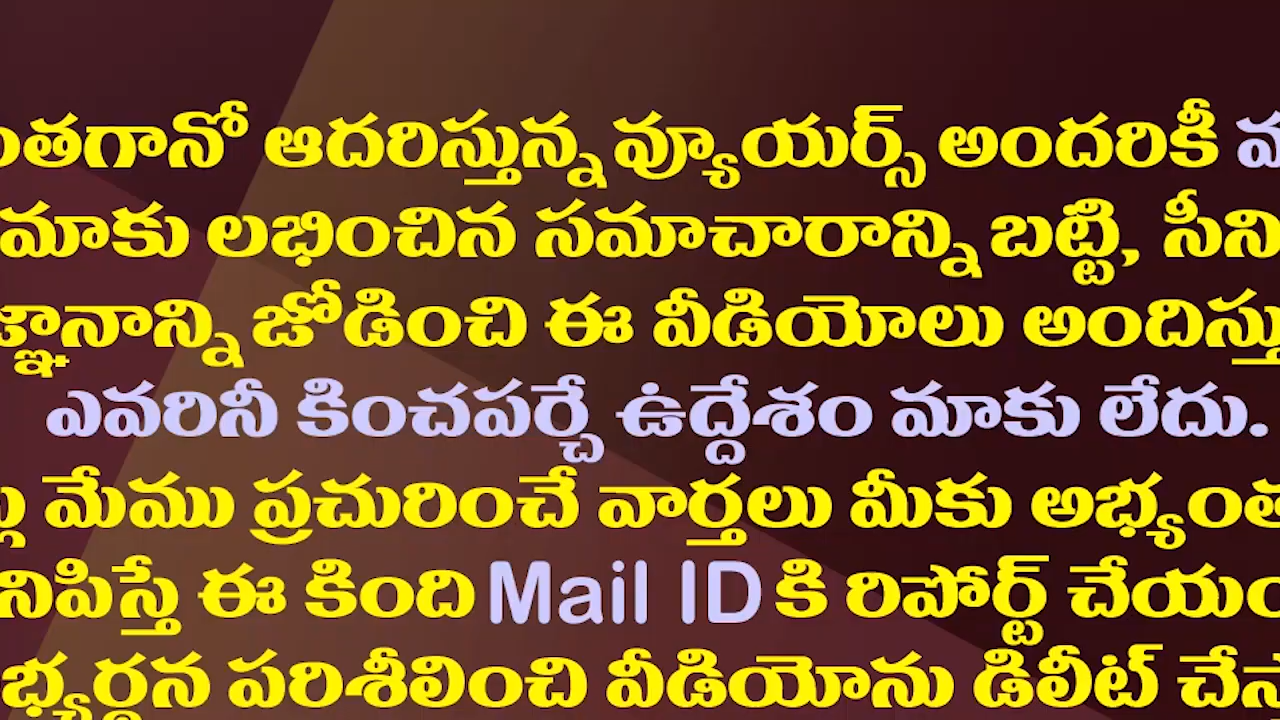 ఆదరిస్తున్న వ్యూయర్స్ అందరికీ
మాకు లభించిన సమాచారాన్ని బట్టి,
జోడించి ఈ వీడియోలు
ఎవరినీ కించపర్చే ఉద్దేశం మాకు లేదు.
మేము ప్రచురించే వార్తలు మీకు
ఈ కింది Mail ID కి రిపోర్ట్
పరిశీలించి వీడియోను డిలీట్